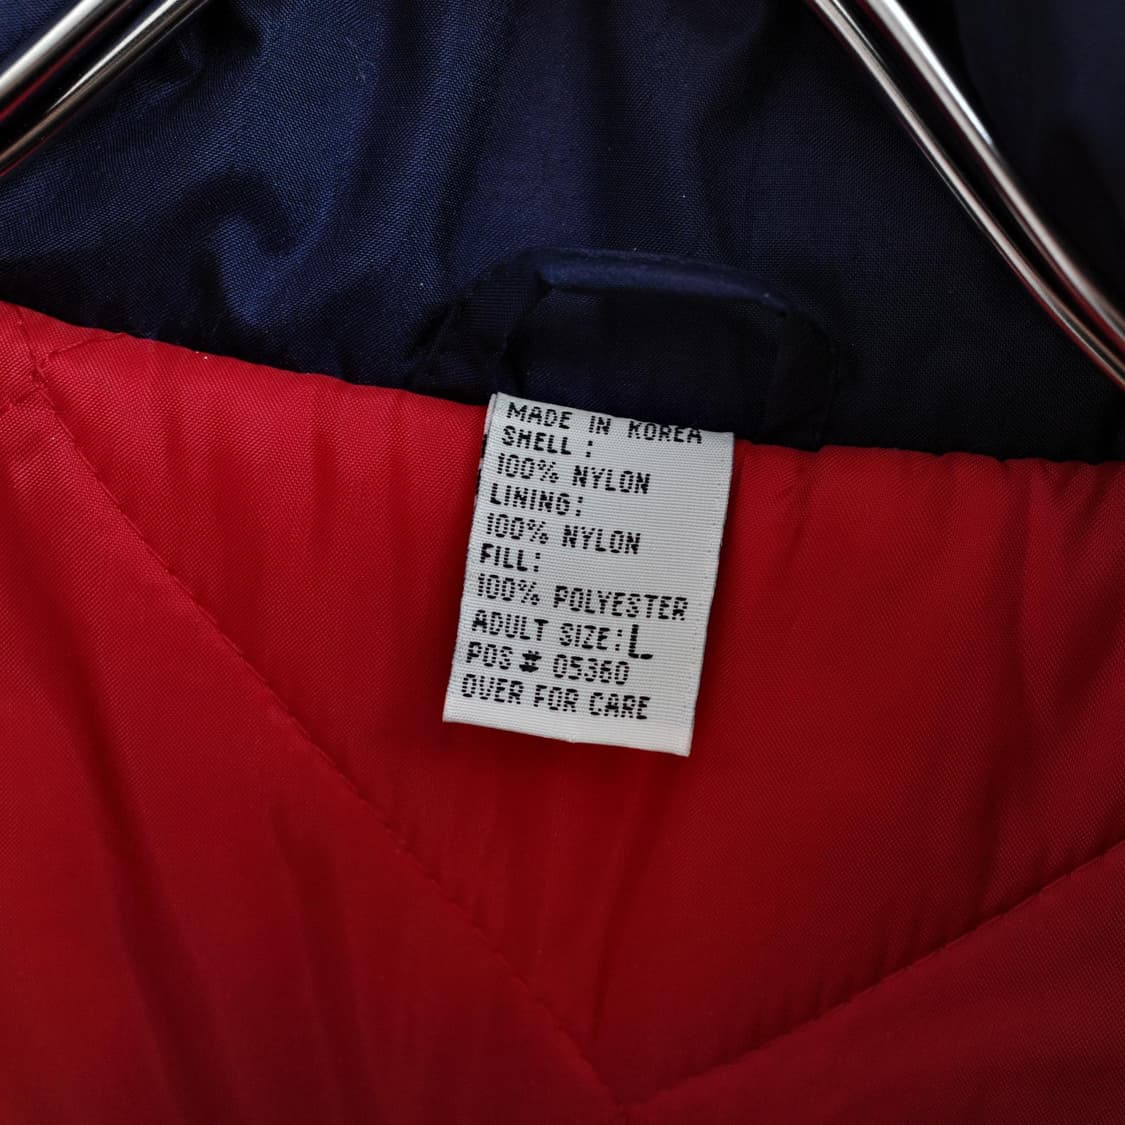 MADE IN KOREA
SHELL:
100% NYLON
LINING:
100% NYLON
FILL:
100% POLYESTER
ADULT SIZE:L
POS # 05360
OVER FOR CARE